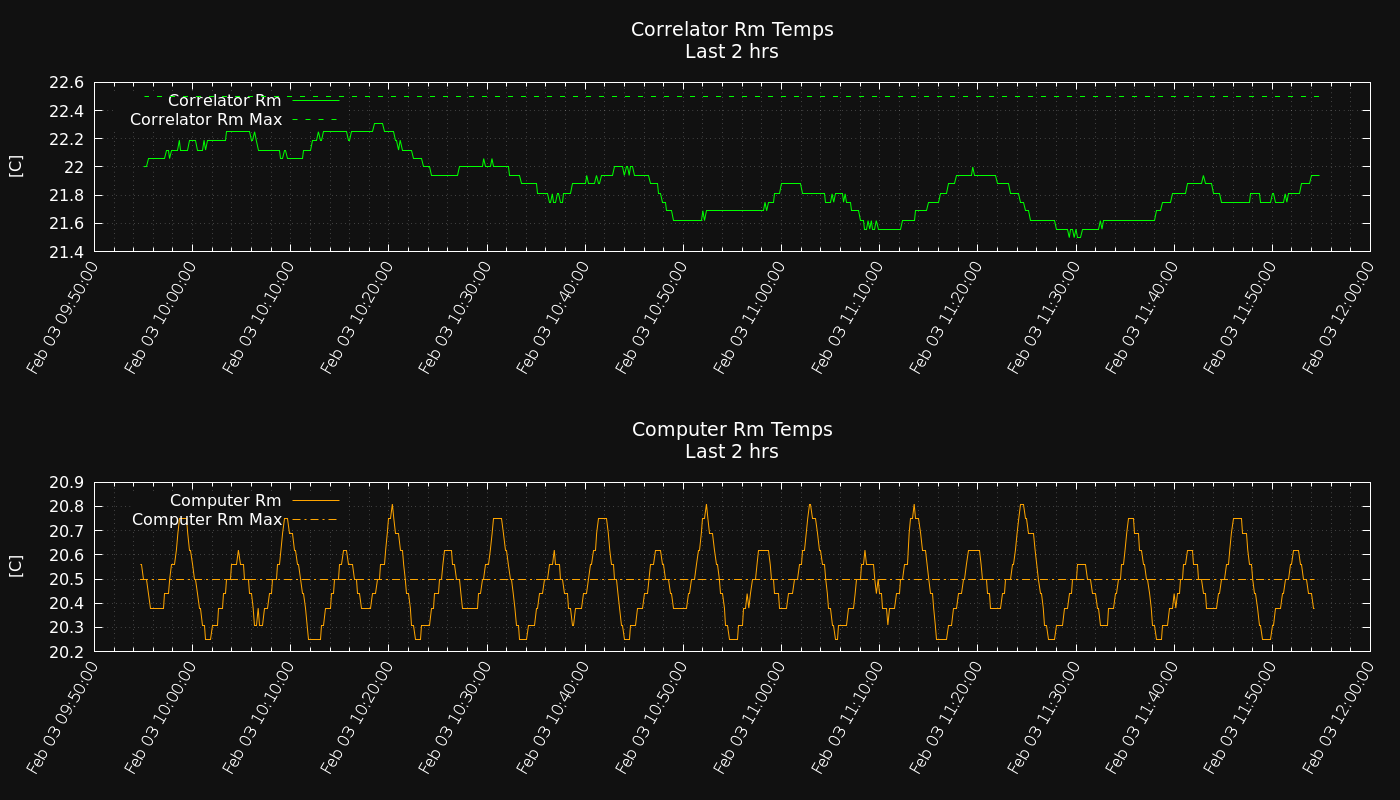 Correlator Rm Temps
Last 2 hrs
[C]
22.6
22.4
22.2
22
21.8
21.6
21.4
Correlator Rm
Correlator Rm Max
Feb 03 09:50:00
Feb 03 10:00:00
Feb 03 10:10:00
Feb 03 10:20:00
Feb 03 10:30:00
Feb 03 10:40:00
Feb 03 10:50:00
Feb 03 11:00:00
Feb 03 11:10:00
Feb 03 11:20:00
Feb 03 11:30:00
Feb 03 11:40:00
Feb 03 11:50:00
Feb 03 12:00:00
Computer Rm Temps
Last 2 hrs
[C]
20.9
20.8
20.7
20.6
20.5
20.4
20.3
20.2
Computer Rm
Computer Rm Max
Feb 03 09:50:00
Feb 03 10:00:00
Feb 03 10:10:00
Feb 03 10:20:00
Feb 03 10:30:00
Feb 03 10:40:00
Feb 03 10:50:00
Feb 03 11:00:00
Feb 03 11:10:00
Feb 03 11:20:00
Feb 03 11:30:00
Feb 03 11:40:00
Feb 03 11:50:00
Feb 03 12:00:00